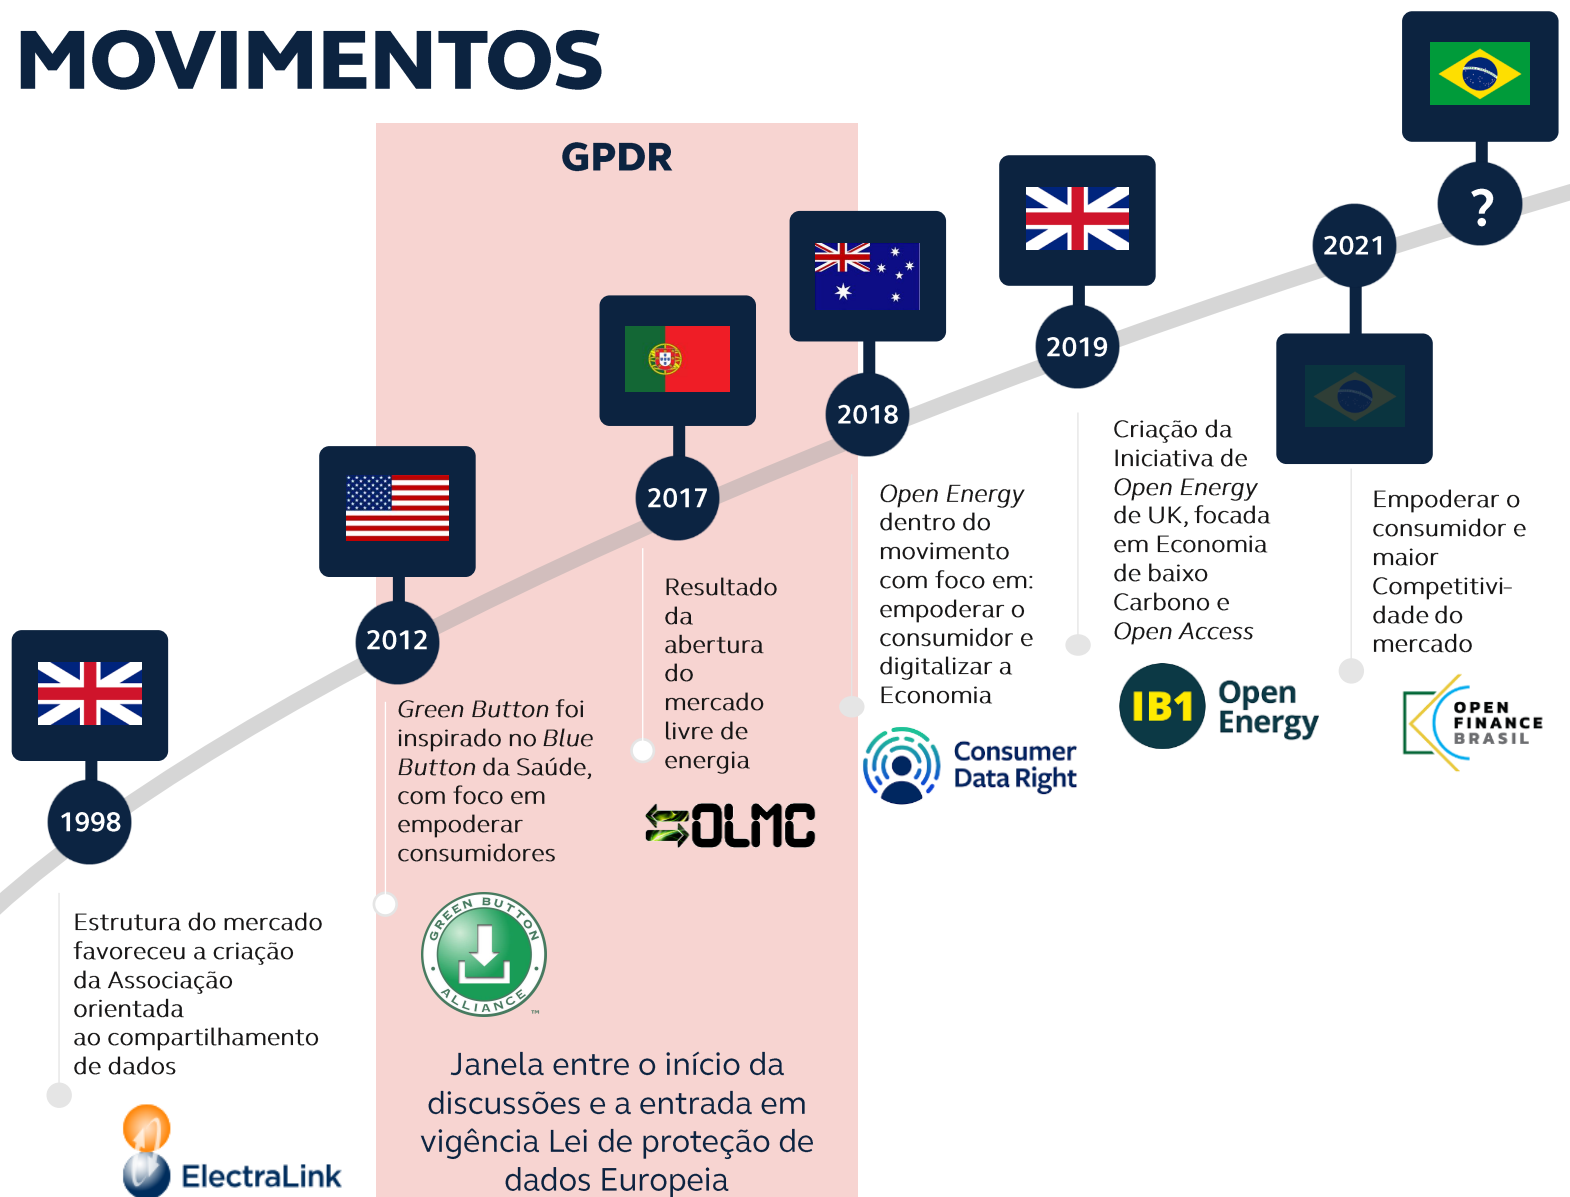 MOVIMENTOS
GPDR
1998
Estrutura do mercado
favoreceu a criação
da Associação
orientada
ao compartilhamento
de dados
ElectraLink
2012
Green Button foi
inspirado no Blue
Button da Saúde,
com foco em
empoderar
consumidores
GREEN BUTTON
ALLIANCE
TM
2017
Resultado
da
abertura
do
mercado
livre de
energia
OLMC
Janela entre o início da
discussões e a entrada em
vigência Lei de proteção de
dados Europeia
2018
Open Energy
dentro do
movimento
com foco em:
empoderar o
consumidor e
digitalizar a
Economia
Consumer
Data Right
2019
Criação da
Iniciativa de
Open Energy
de UK, focada
em Economia
de baixo
Carbono e
Open Access
IB1
Open
Energy
2021
Empoderar o
consumidor e
maior
Competitivi-
dade do
mercado
OPEN
FINANCE
BRASIL
?